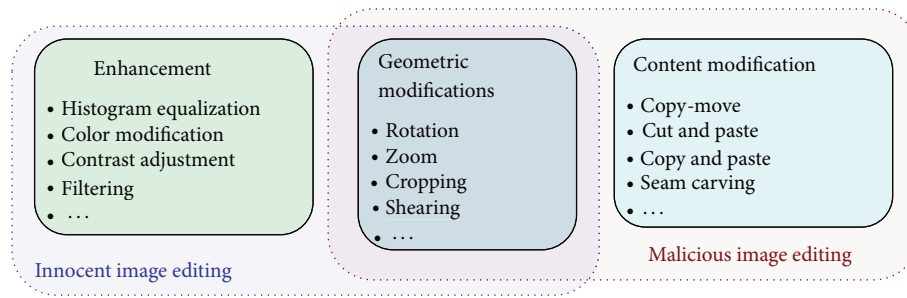 Enhancement
• Histogram equalization
• Color modification
• Contrast adjustment
• Filtering
• ...
Geometric
modifications
• Rotation
• Zoom
• Cropping
• Shearing
• ...
Content modification
• Copy-move
• Cut and paste
• Copy and paste
• Seam carving
• ...
Innocent image editing
Malicious image editing